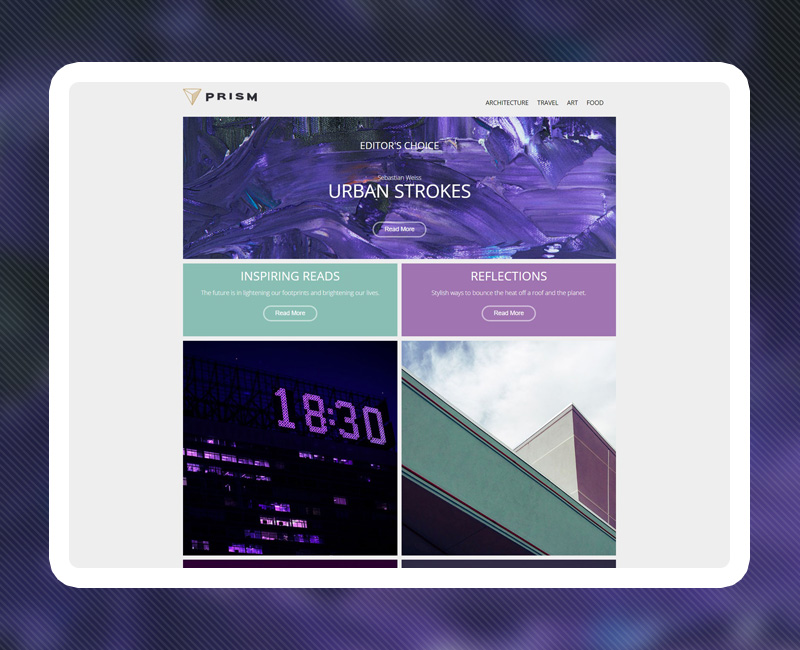 PRISM
ARCHITECTURE TRAVEL ART FOOD
EDITOR'S CHOICE
Sebastian Weiss
URBAN STROKES
Read More
INSPIRING READS
The future is in lightening our footprints and brightening our lives.
Read More
REFLECTIONS
Stylish ways to bounce the heat off a roof and the planet.
Read More
18:30